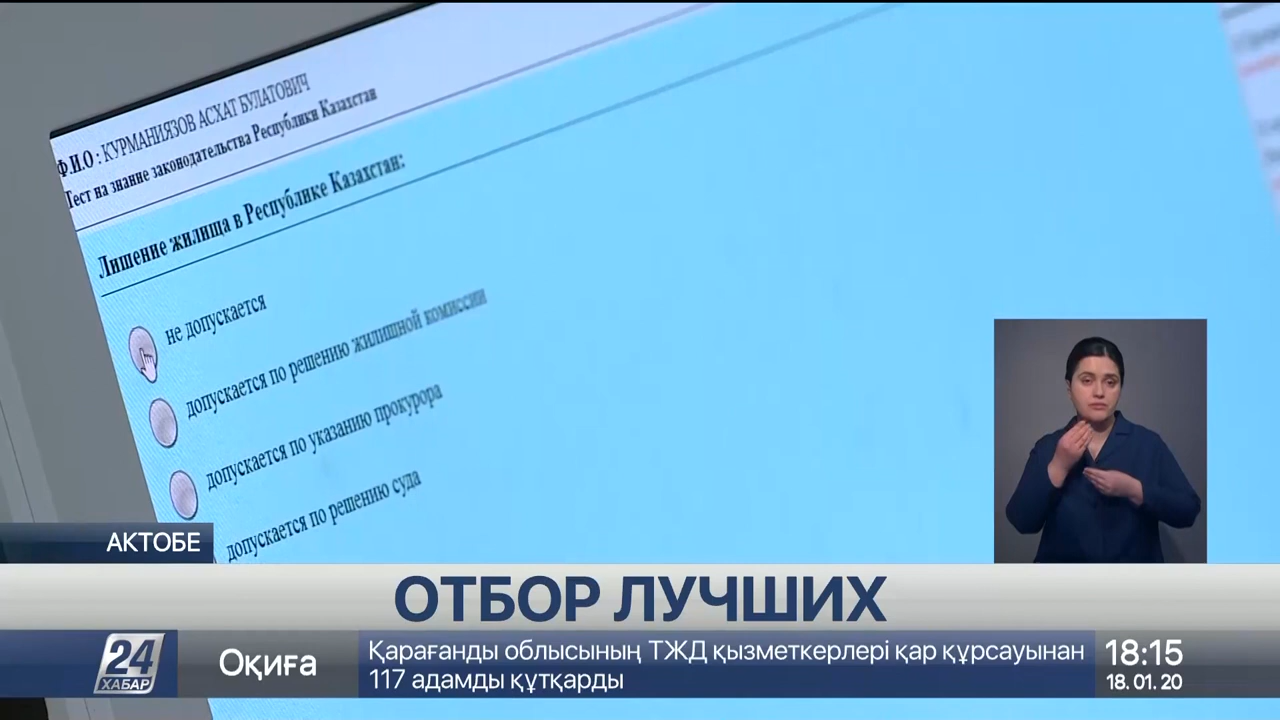 Ф.И.О : КУРМАНИЯЗОВ АСХАТ БУЛАТОВИЧ
Тест на знание законодательства Республики Казахстан
Лишение жилища в Республике Казахстан:
не допускается
допускается по решению жилищной комиссии
допускается по указанию прокурора
допускается по решению суда
АКТОБЕ
ОТБОР ЛУЧШИХ
24
ХАБАР
Оқиға
Қарағанды облысының ТЖД қызметкерлері қар құрсауынан
117 адамды құтқарды
18:15
18. 01. 20